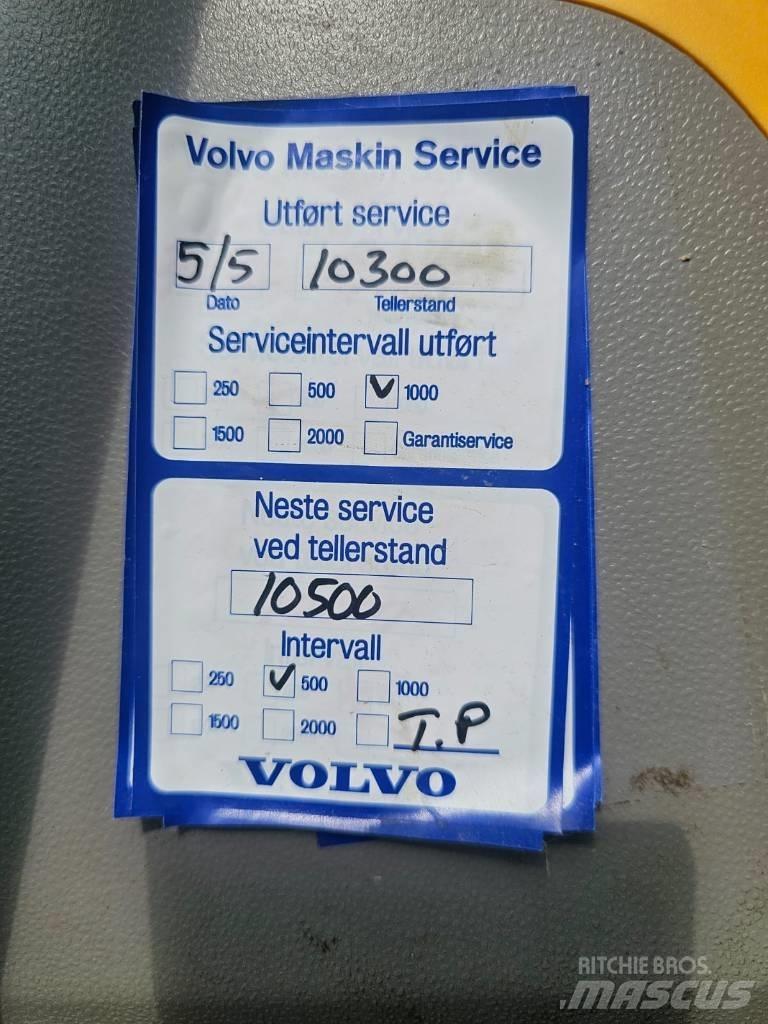 Volvo Maskin Service
Utført service
5/5 10300
Dato Tellerstand
Serviceintervall utført
250 500 1000
1500 2000 Garantiservice
Neste service
ved tellerstand
10500
Intervall
250 500 1000
1500 2000 T.P
VOLVO
RITCHIE BROS.
MASCUS